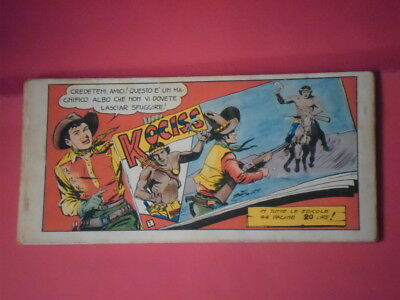 CREDETEMI, AMICI! QUESTO E' UN MA-
GNIFICO ALBO CHE NON VI DOVETE
LASCIAR SFUGGIRE!
KOCISS
IN TUTTE LE EDICOLE
44 PAGINE 20 LIRE!